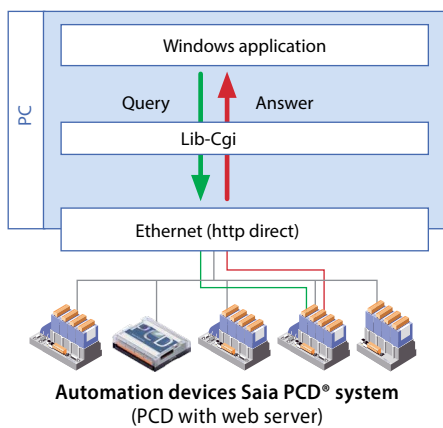 PC
Windows application
Query
Answer
Lib-Cgi
Ethernet (http direct)
PCD
Automation devices Saia PCD® system
(PCD with web server)